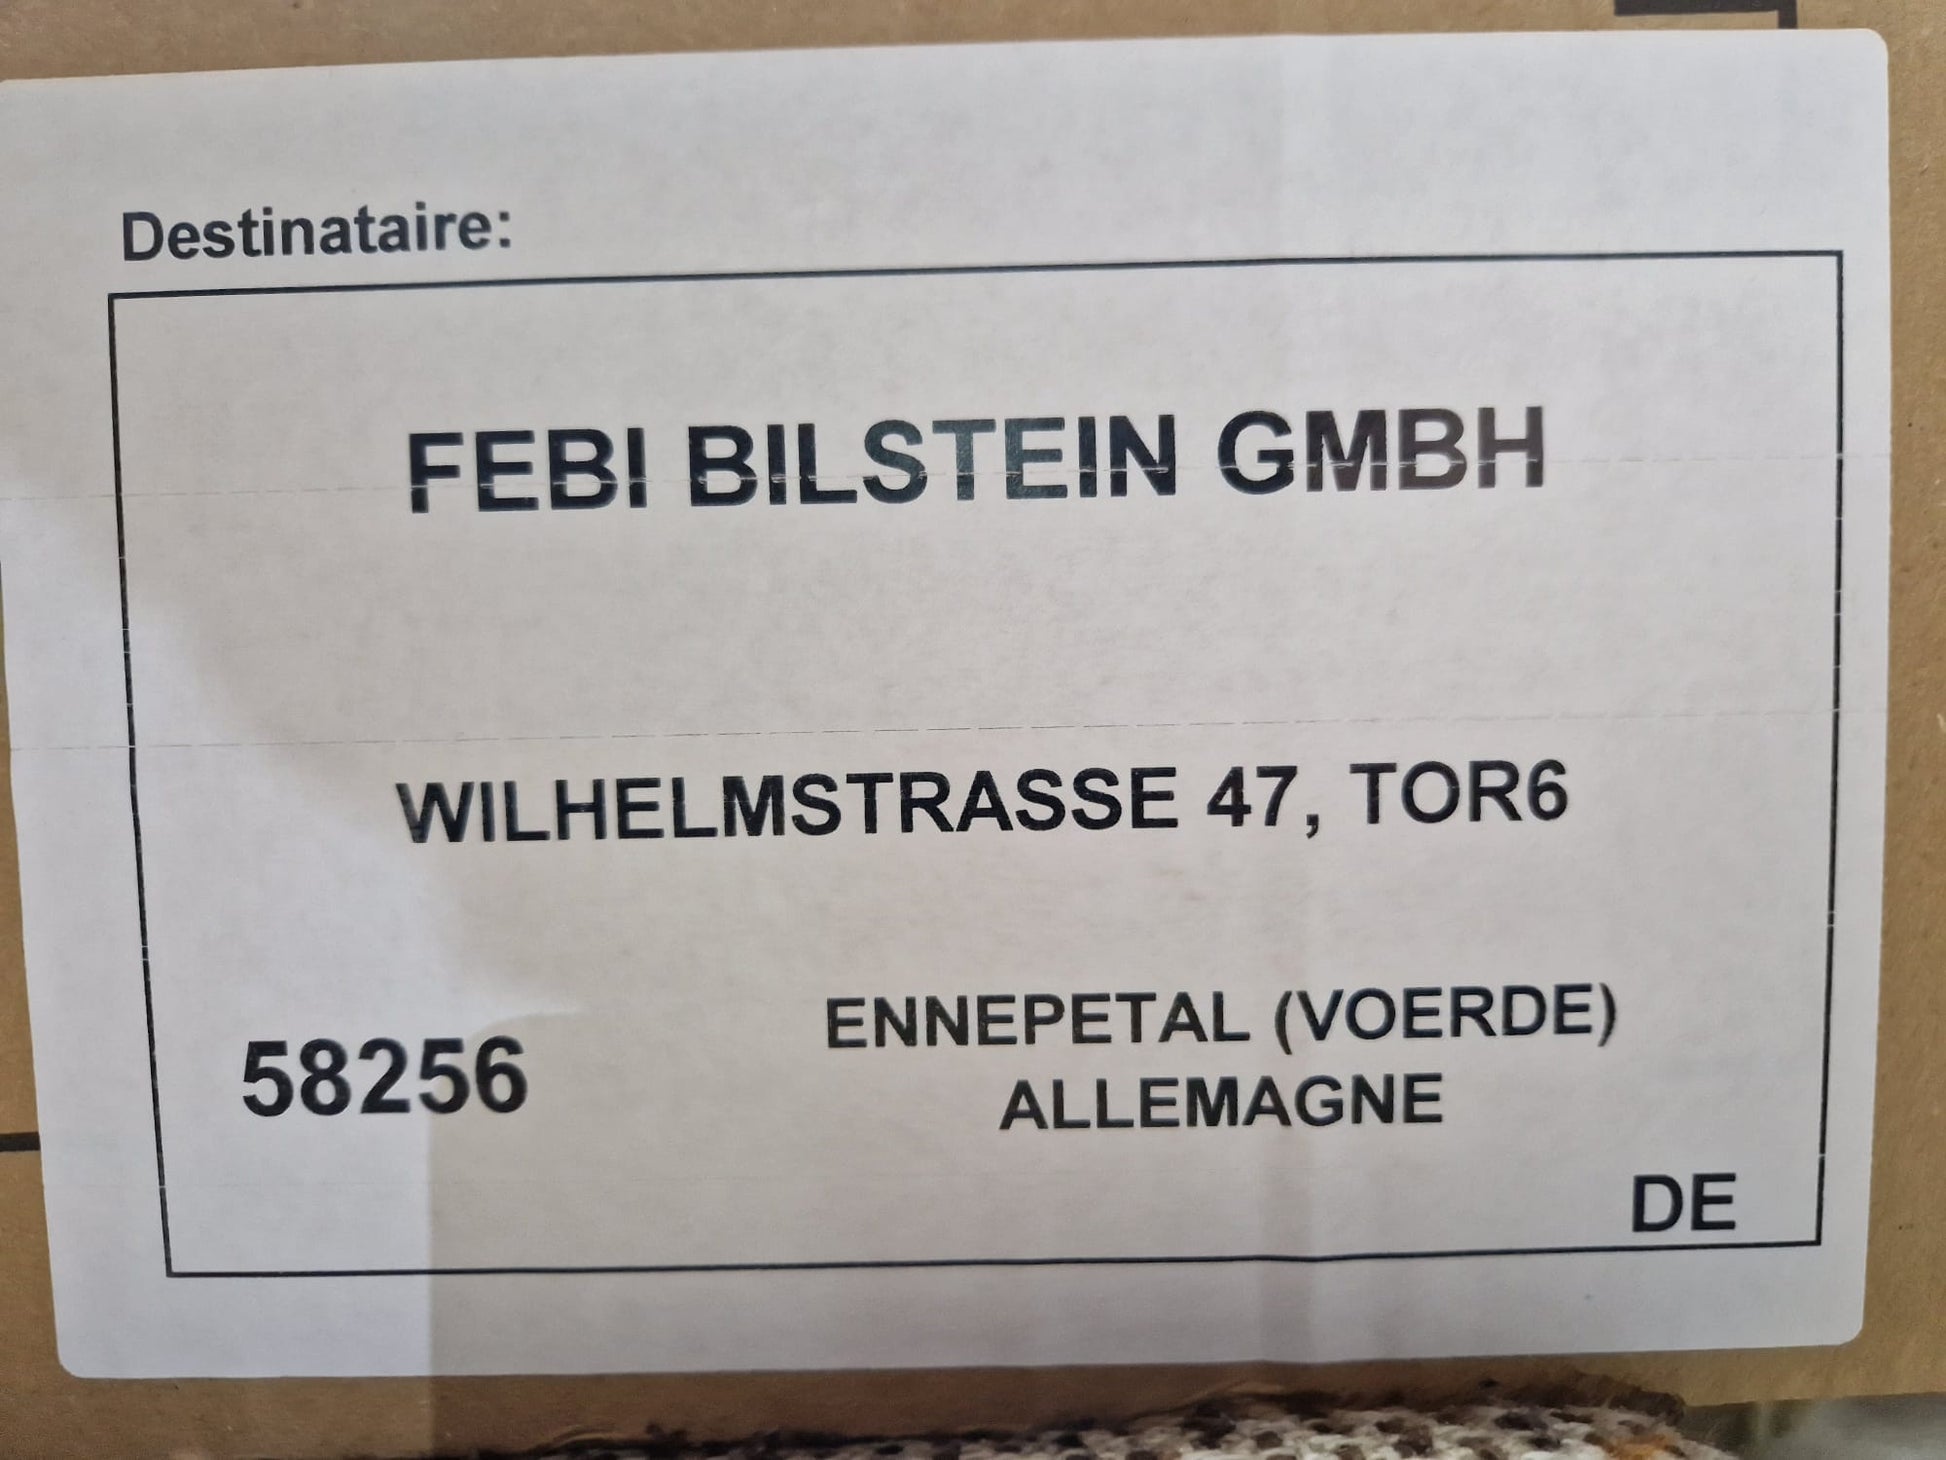 Destinataire:
FEBI BILSTEIN GMBH
WILHELMSTRASSE 47, TOR6
58256
ENNEPETAL (VOERDE)
ALLEMAGNE
DE